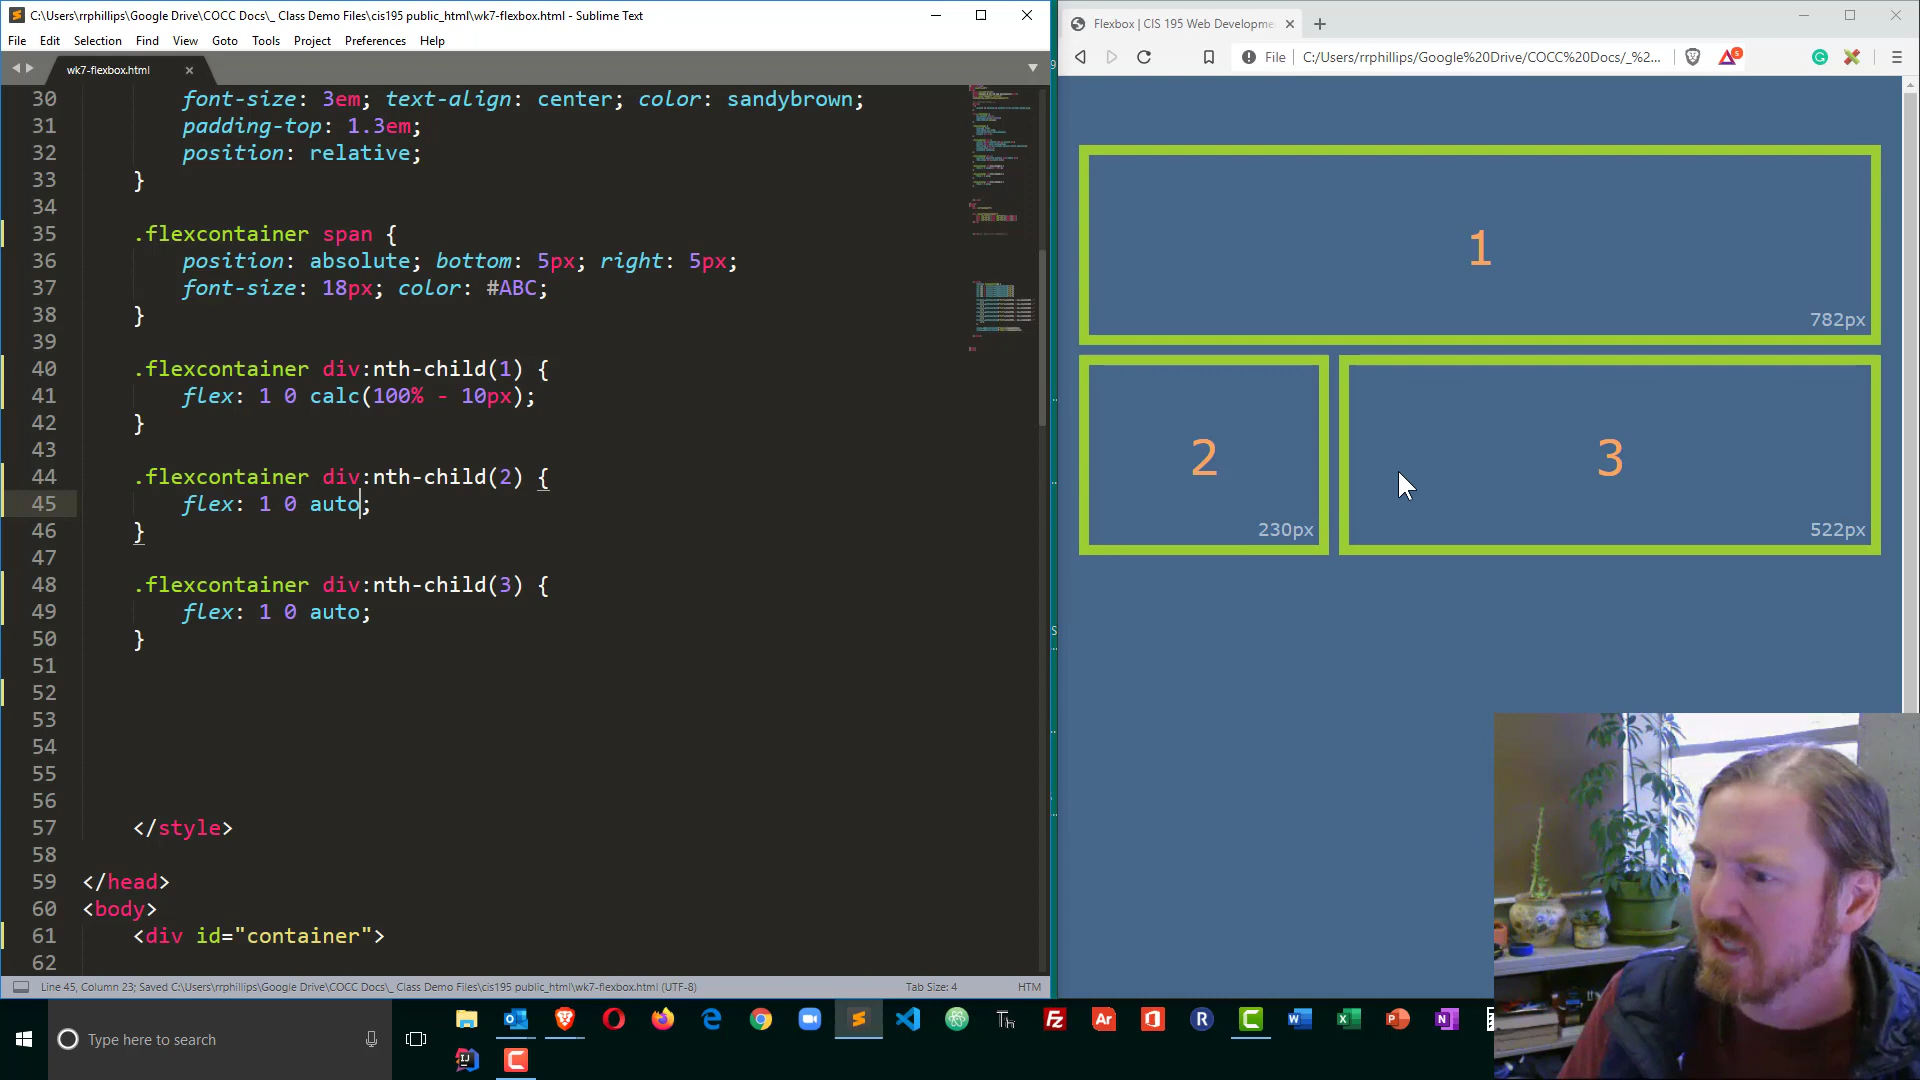 C:\Users\rrphillips\Google Drive\COCC Docs\_ Class Demo Files\cis195 public_html\wk7-flexbox.html - Sublime Text
File Edit Selection Find View Goto Tools Project Preferences Help
wk7-flexbox.html
30 font-size: 3em; text-align: center; color: sandybrown;
31 padding-top: 1.3em;
32 position: relative;
33 }
34
35 .flexcontainer span {
36 position: absolute; bottom: 5px; right: 5px;
37 font-size: 18px; color: #ABC;
38 }
39
40 .flexcontainer div:nth-child(1) {
41 flex: 1 0 calc(100% - 10px);
42 }
43
44 .flexcontainer div:nth-child(2) {
45 flex: 1 0 auto;
46 }
47
48 .flexcontainer div:nth-child(3) {
49 flex: 1 0 auto;
50 }
51
52
53
54
55
56
57 </style>
58
59 </head>
60 <body>
61 <div id="container">
62
Line 45, Column 23; Saved C:\Users\rrphillips\Google Drive\COCC Docs\_ Class Demo Files\cis195 public_html\wk7-flexbox.html (UTF-8) Tab Size: 4 HTM
Flexbox | CIS 195 Web Developme
File C:/Users/rrphillips/Google%20Drive/COCC%20Docs/_%2...
1
782px
2
230px
3
522px
Type here to search